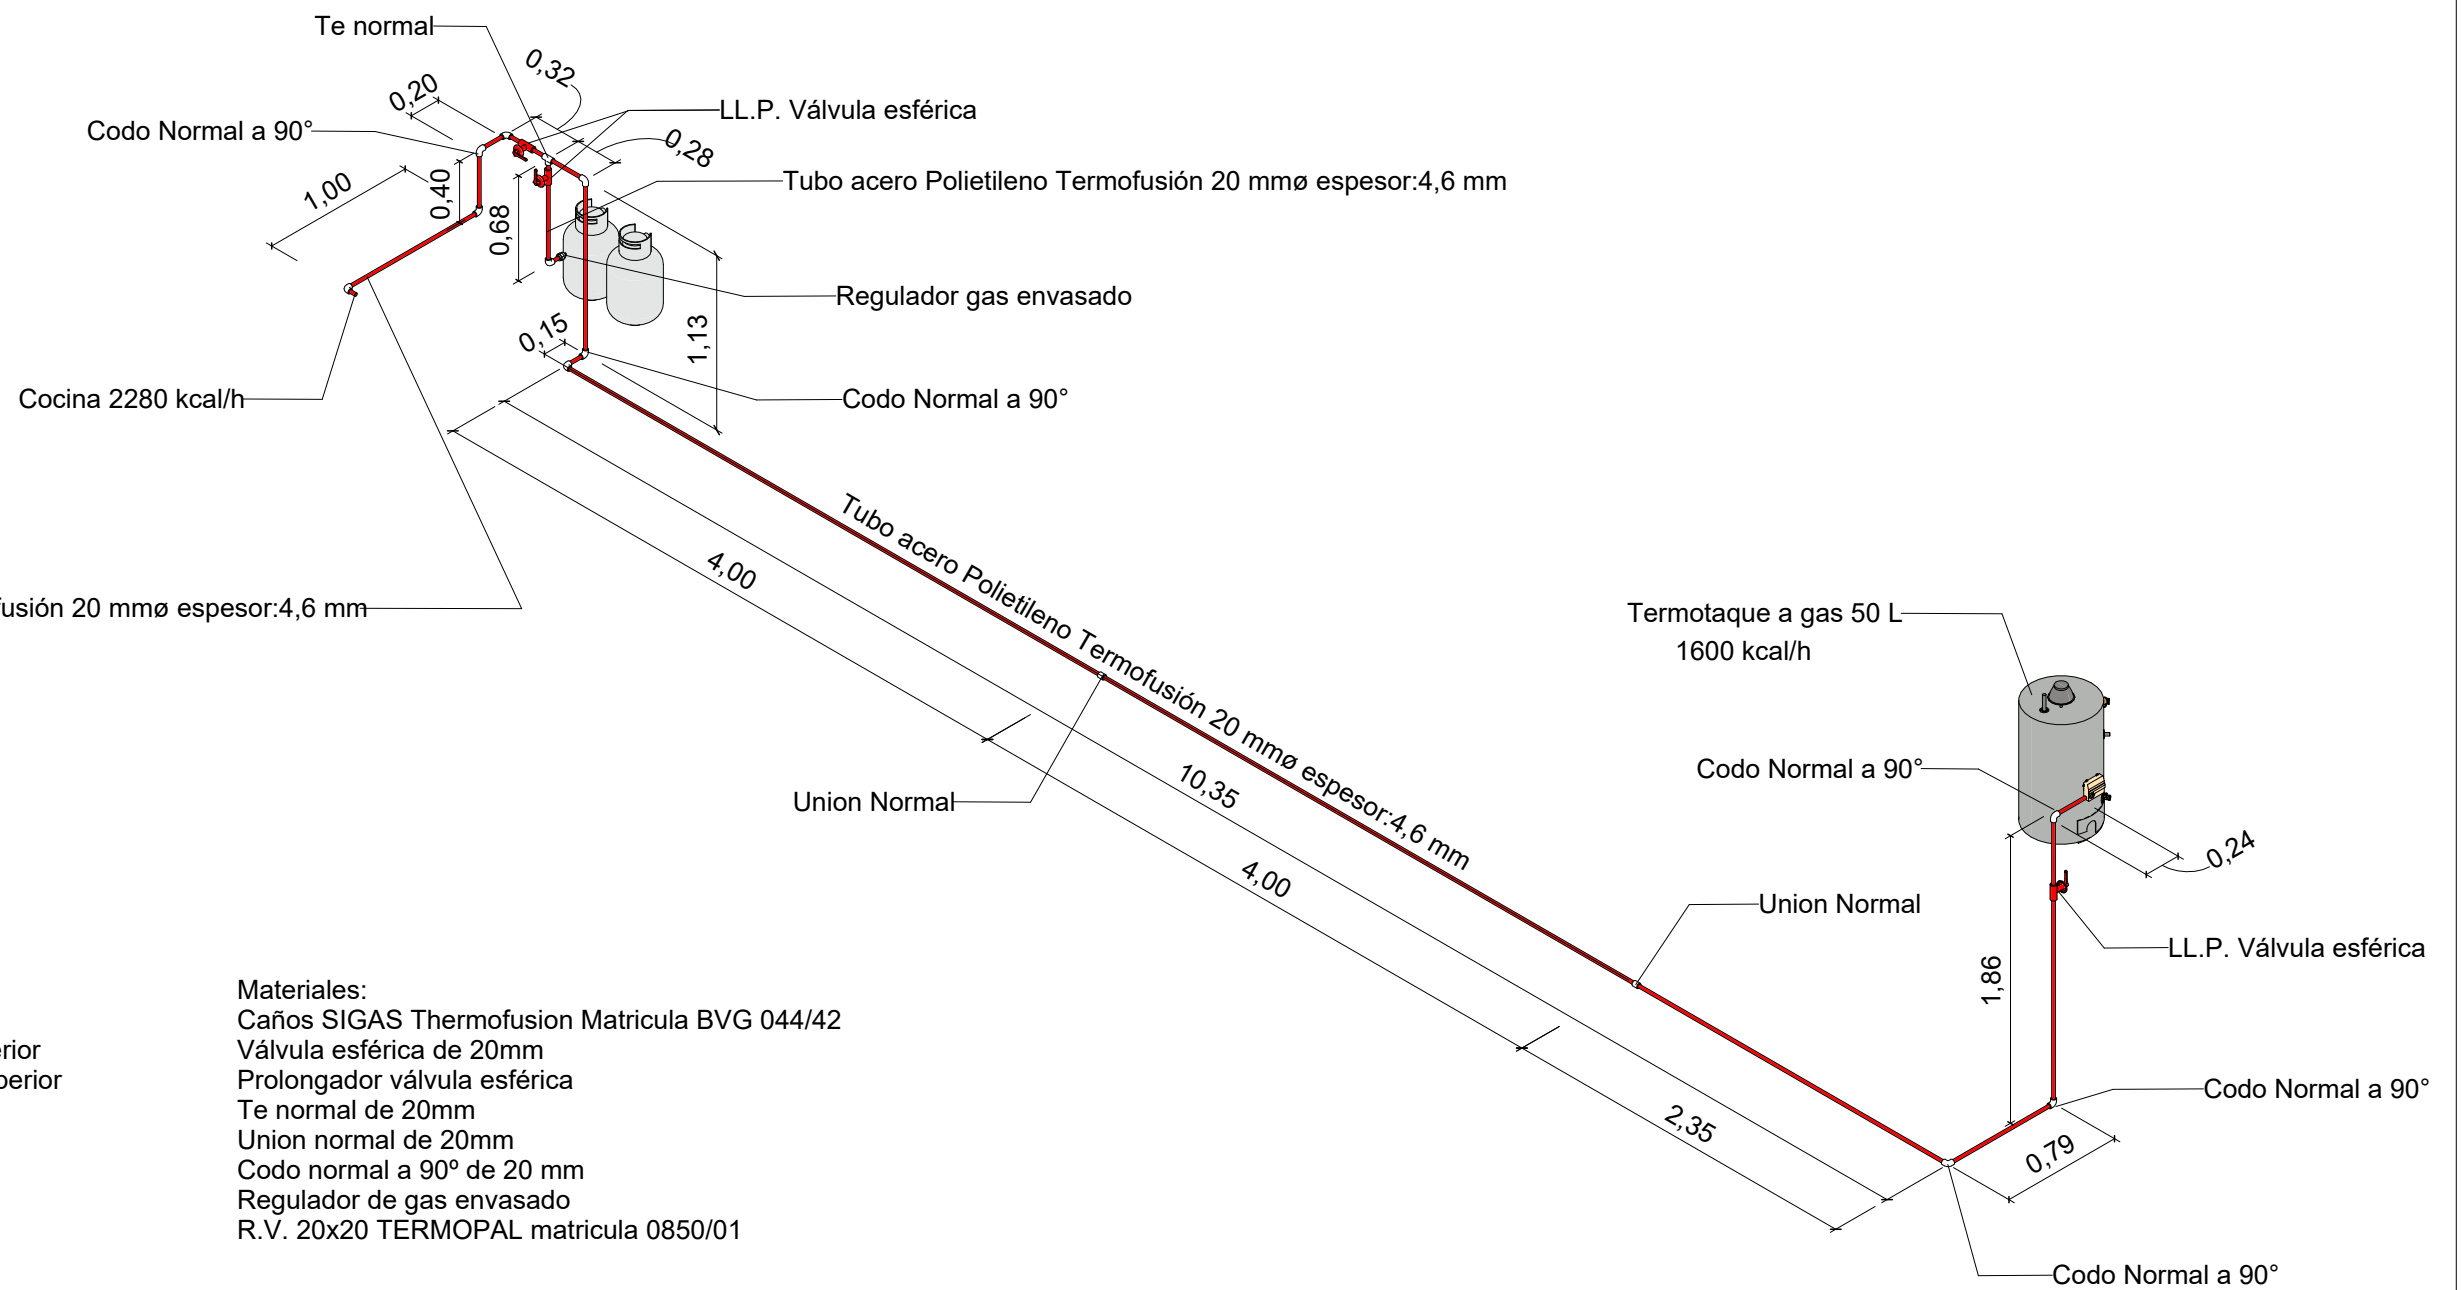 Te normal
0,32
0,20
LL.P. Válvula esférica
Codo Normal a 90°
0,28
Tubo acero Polietileno Termofusión 20 mmø espesor:4,6 mm
1,00
0,40
0,68
Regulador gas envasado
0,15
1,13
Cocina 2280 kcal/h
Codo Normal a 90°
Tubo acero Polietileno Termofusión 20 mmø espesor:4,6 mm
4,00
fusión 20 mmø espesor:4,6 mm
Termotaque a gas 50 L
1600 kcal/h
Codo Normal a 90°
10,35
Union Normal
0,24
4,00
Union Normal
LL.P. Válvula esférica
1,86
Codo Normal a 90°
2,35
0,79
Codo Normal a 90°
erior
perior
Materiales:
Caños SIGAS Thermofusion Matricula BVG 044/42
Válvula esférica de 20mm
Prolongador válvula esférica
Te normal de 20mm
Union normal de 20mm
Codo normal a 90º de 20 mm
Regulador de gas envasado
R.V. 20x20 TERMOPAL matricula 0850/01